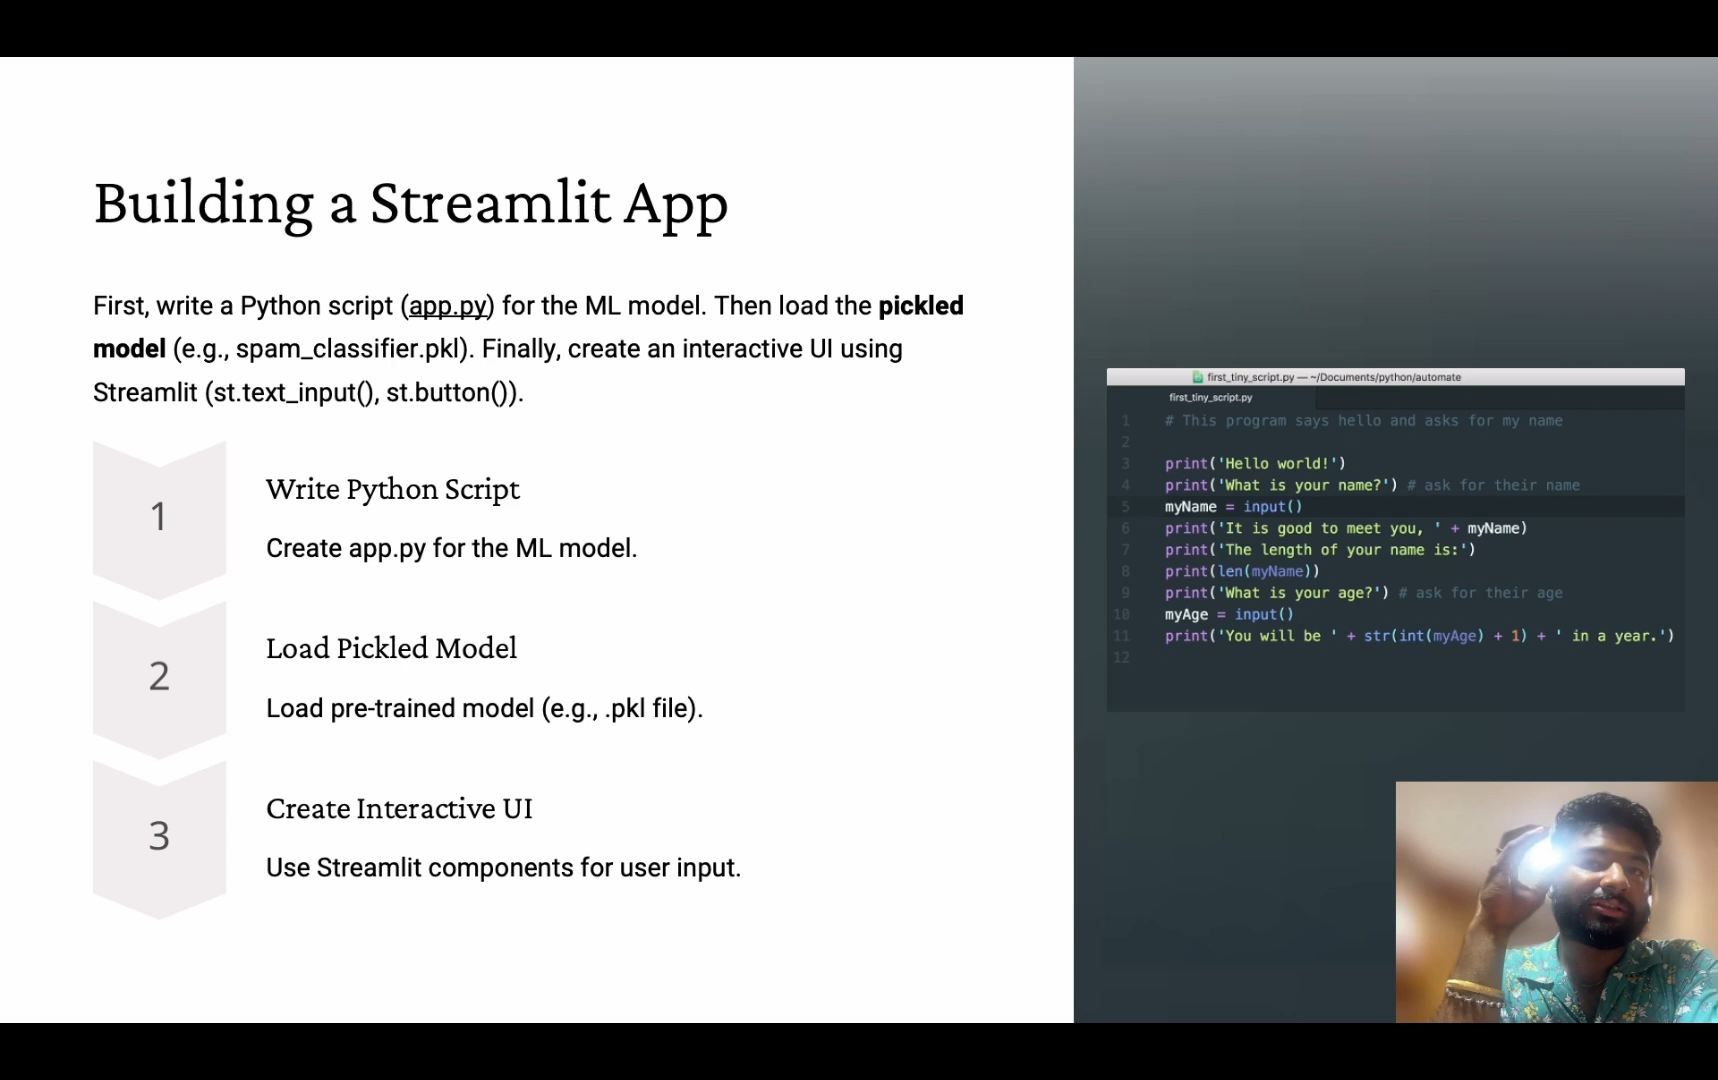 Building a Streamlit App
First, write a Python script (app.py) for the ML model. Then load the pickled
model (e.g., spam_classifier.pkl). Finally, create an interactive UI using
Streamlit (st.text_input(), st.button()).
1
Write Python Script
Create app.py for the ML model.
2
Load Pickled Model
Load pre-trained model (e.g., .pkl file).
3
Create Interactive UI
Use Streamlit components for user input.
first_tiny_script.py — ~/Documents/python/automate
first_tiny_script.py
1 # This program says hello and asks for my name
2
3 print('Hello world!')
4 print('What is your name?') # ask for their name
5 myName = input()
6 print('It is good to meet you, ' + myName)
7 print('The length of your name is:')
8 print(len(myName))
9 print('What is your age?') # ask for their age
10 myAge = input()
11 print('You will be ' + str(int(myAge) + 1) + ' in a year.')
12